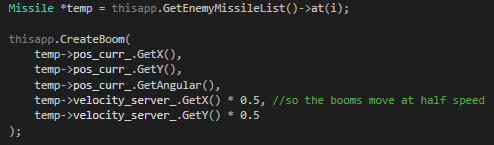 Missile *temp = thisapp.GetEnemyMissileList()->at(i);
thisapp.CreateBoom(
temp->pos_curr_.GetX(),
temp->pos_curr_.GetY(),
temp->pos_curr_.GetAngular(),
temp->velocity_server_.GetX() * 0.5, //so the booms move at half speed
temp->velocity_server_.GetY() * 0.5
);